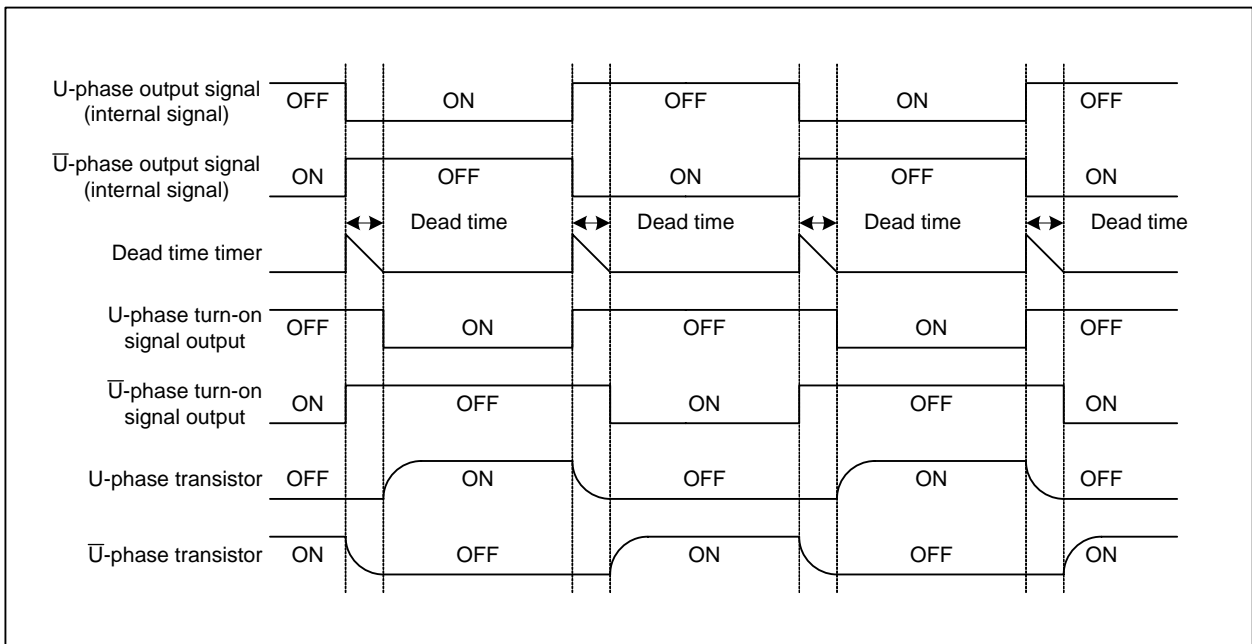 U-phase output signal
(internal signal)
OFF ON OFF ON OFF
U̅-phase output signal
(internal signal)
ON OFF ON OFF ON
Dead time Dead time Dead time Dead time
Dead time timer
U-phase turn-on
signal output
OFF ON OFF ON OFF
U̅-phase turn-on
signal output
ON OFF ON OFF ON
U-phase transistor OFF ON OFF ON OFF
U̅-phase transistor ON OFF ON OFF ON